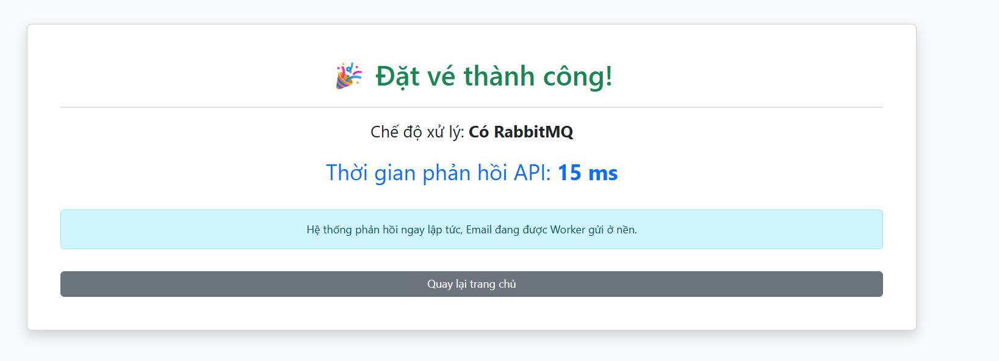 🎉 Đặt vé thành công!
Chế độ xử lý: Có RabbitMQ
Thời gian phản hồi API: 15 ms
Hệ thống phản hồi ngay lập tức, Email đang được Worker gửi ở nền.
Quay lại trang chủ